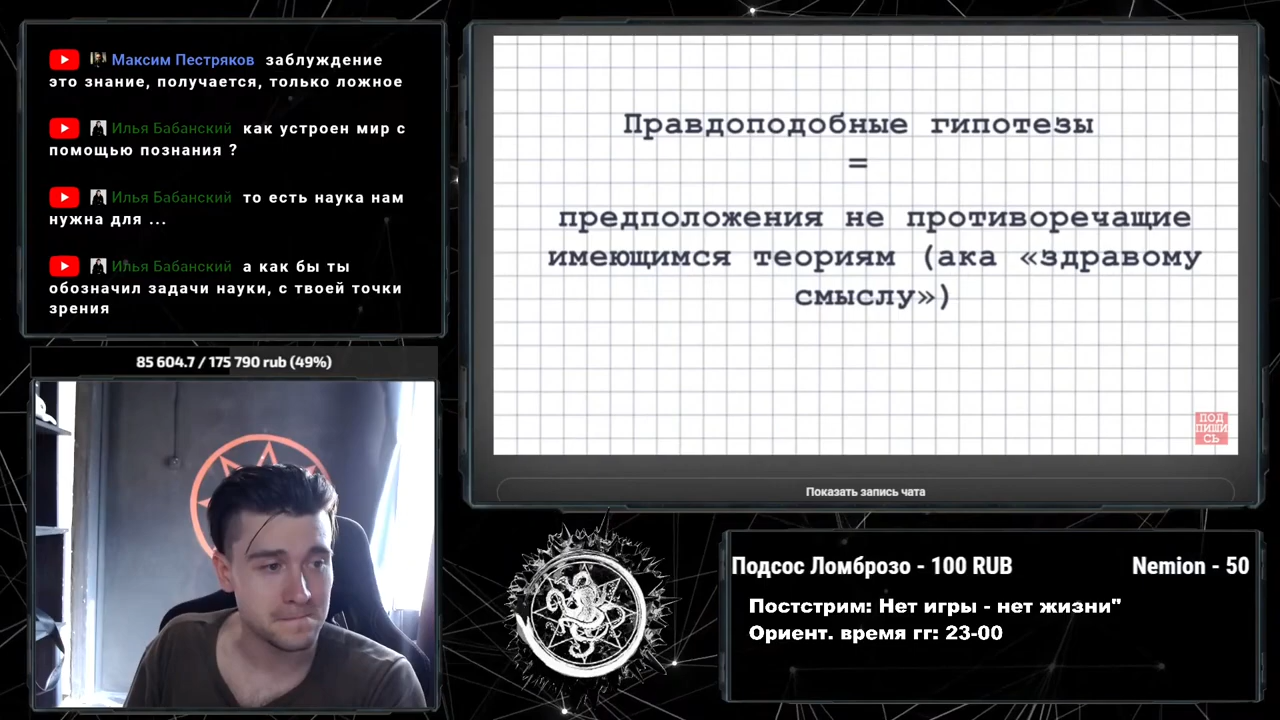 Максим Пестряков заблуждение
это знание, получается, только ложное
Илья Бабанский как устроен мир с
помощью познания ?
Илья Бабанский то есть наука нам
нужна для ...
Илья Бабанский а как бы ты
обозначил задачи науки, с твоей точки
зрения
85 604.7 / 175 790 rub (49%)
Правдоподобные гипотезы
=
предположения не противоречащие
имеющимся теориям (ака «здравому
смыслу»)
ПОД
ПИШИ
СЬ
Показать запись чата
Подсос Ломброзо - 100 RUB
Nemion - 50
Постстрим: Нет игры - нет жизни"
Ориент. время гг: 23-00